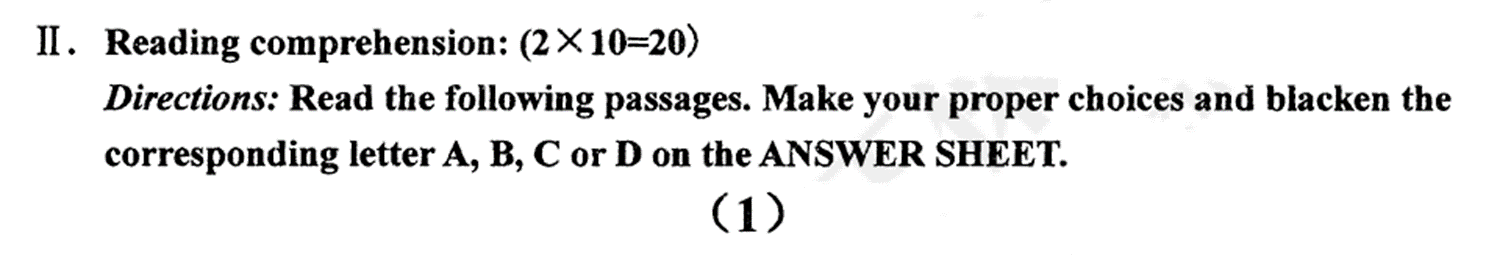 Ⅱ. Reading comprehension: (2×10=20)
Directions: Read the following passages. Make your proper choices and blacken the
corresponding letter A, B, C or D on the ANSWER SHEET.
(1)